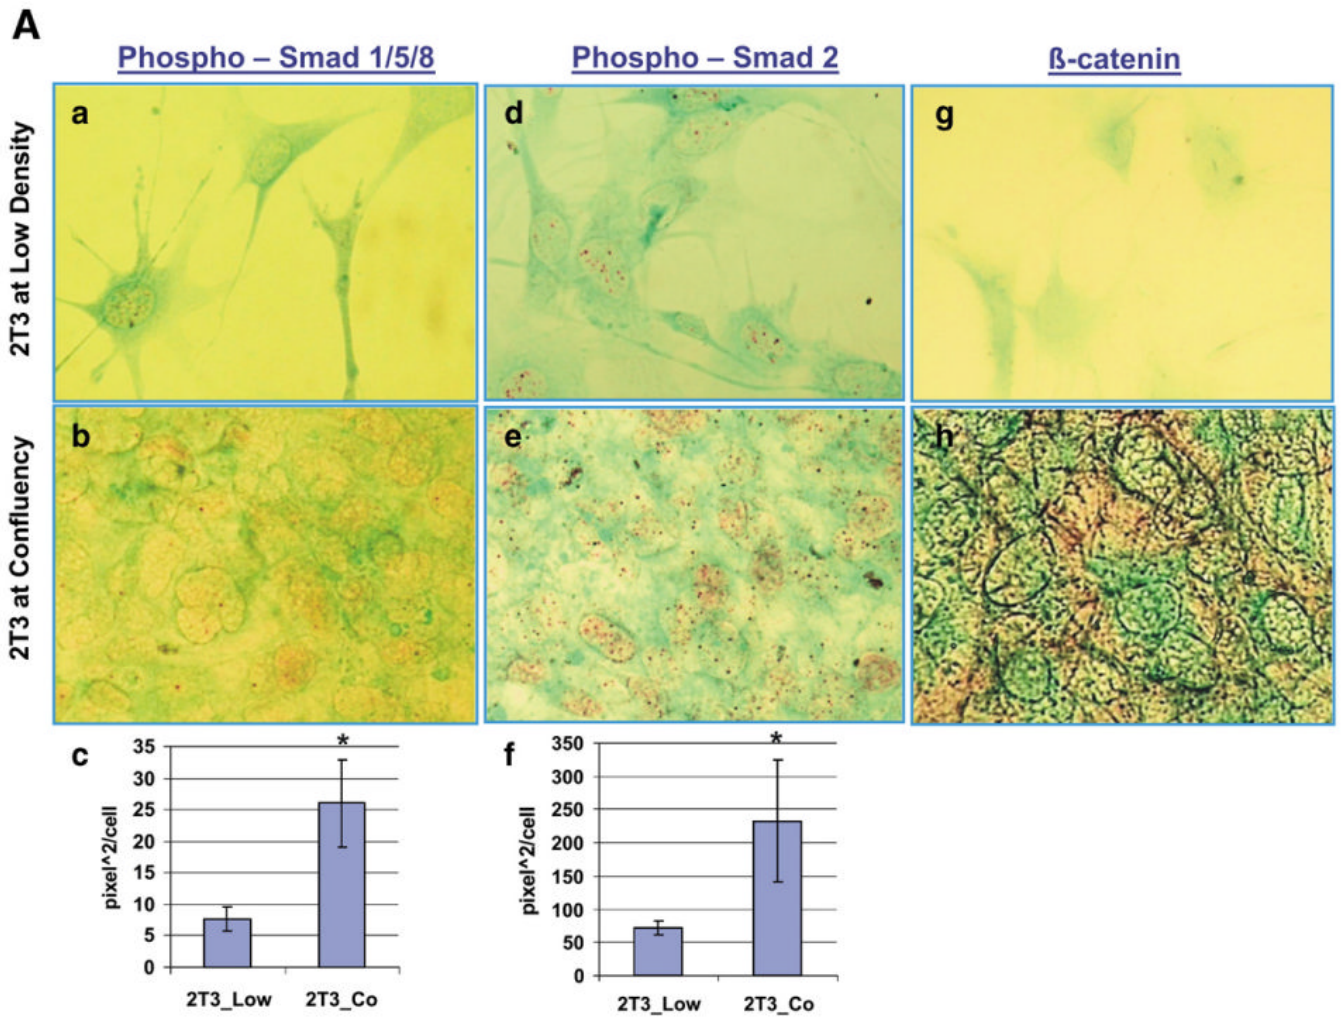 A
Phospho – Smad 1/5/8
Phospho – Smad 2
ß-catenin
2T3 at Low Density
a
d
g
2T3 at Confluency
b
e
h
c
pixel^2/cell
35
30
25
20
15
10
5
0
*
2T3_Low
2T3_Co
f
pixel^2/cell
350
300
250
200
150
100
50
0
*
2T3_Low
2T3_Co